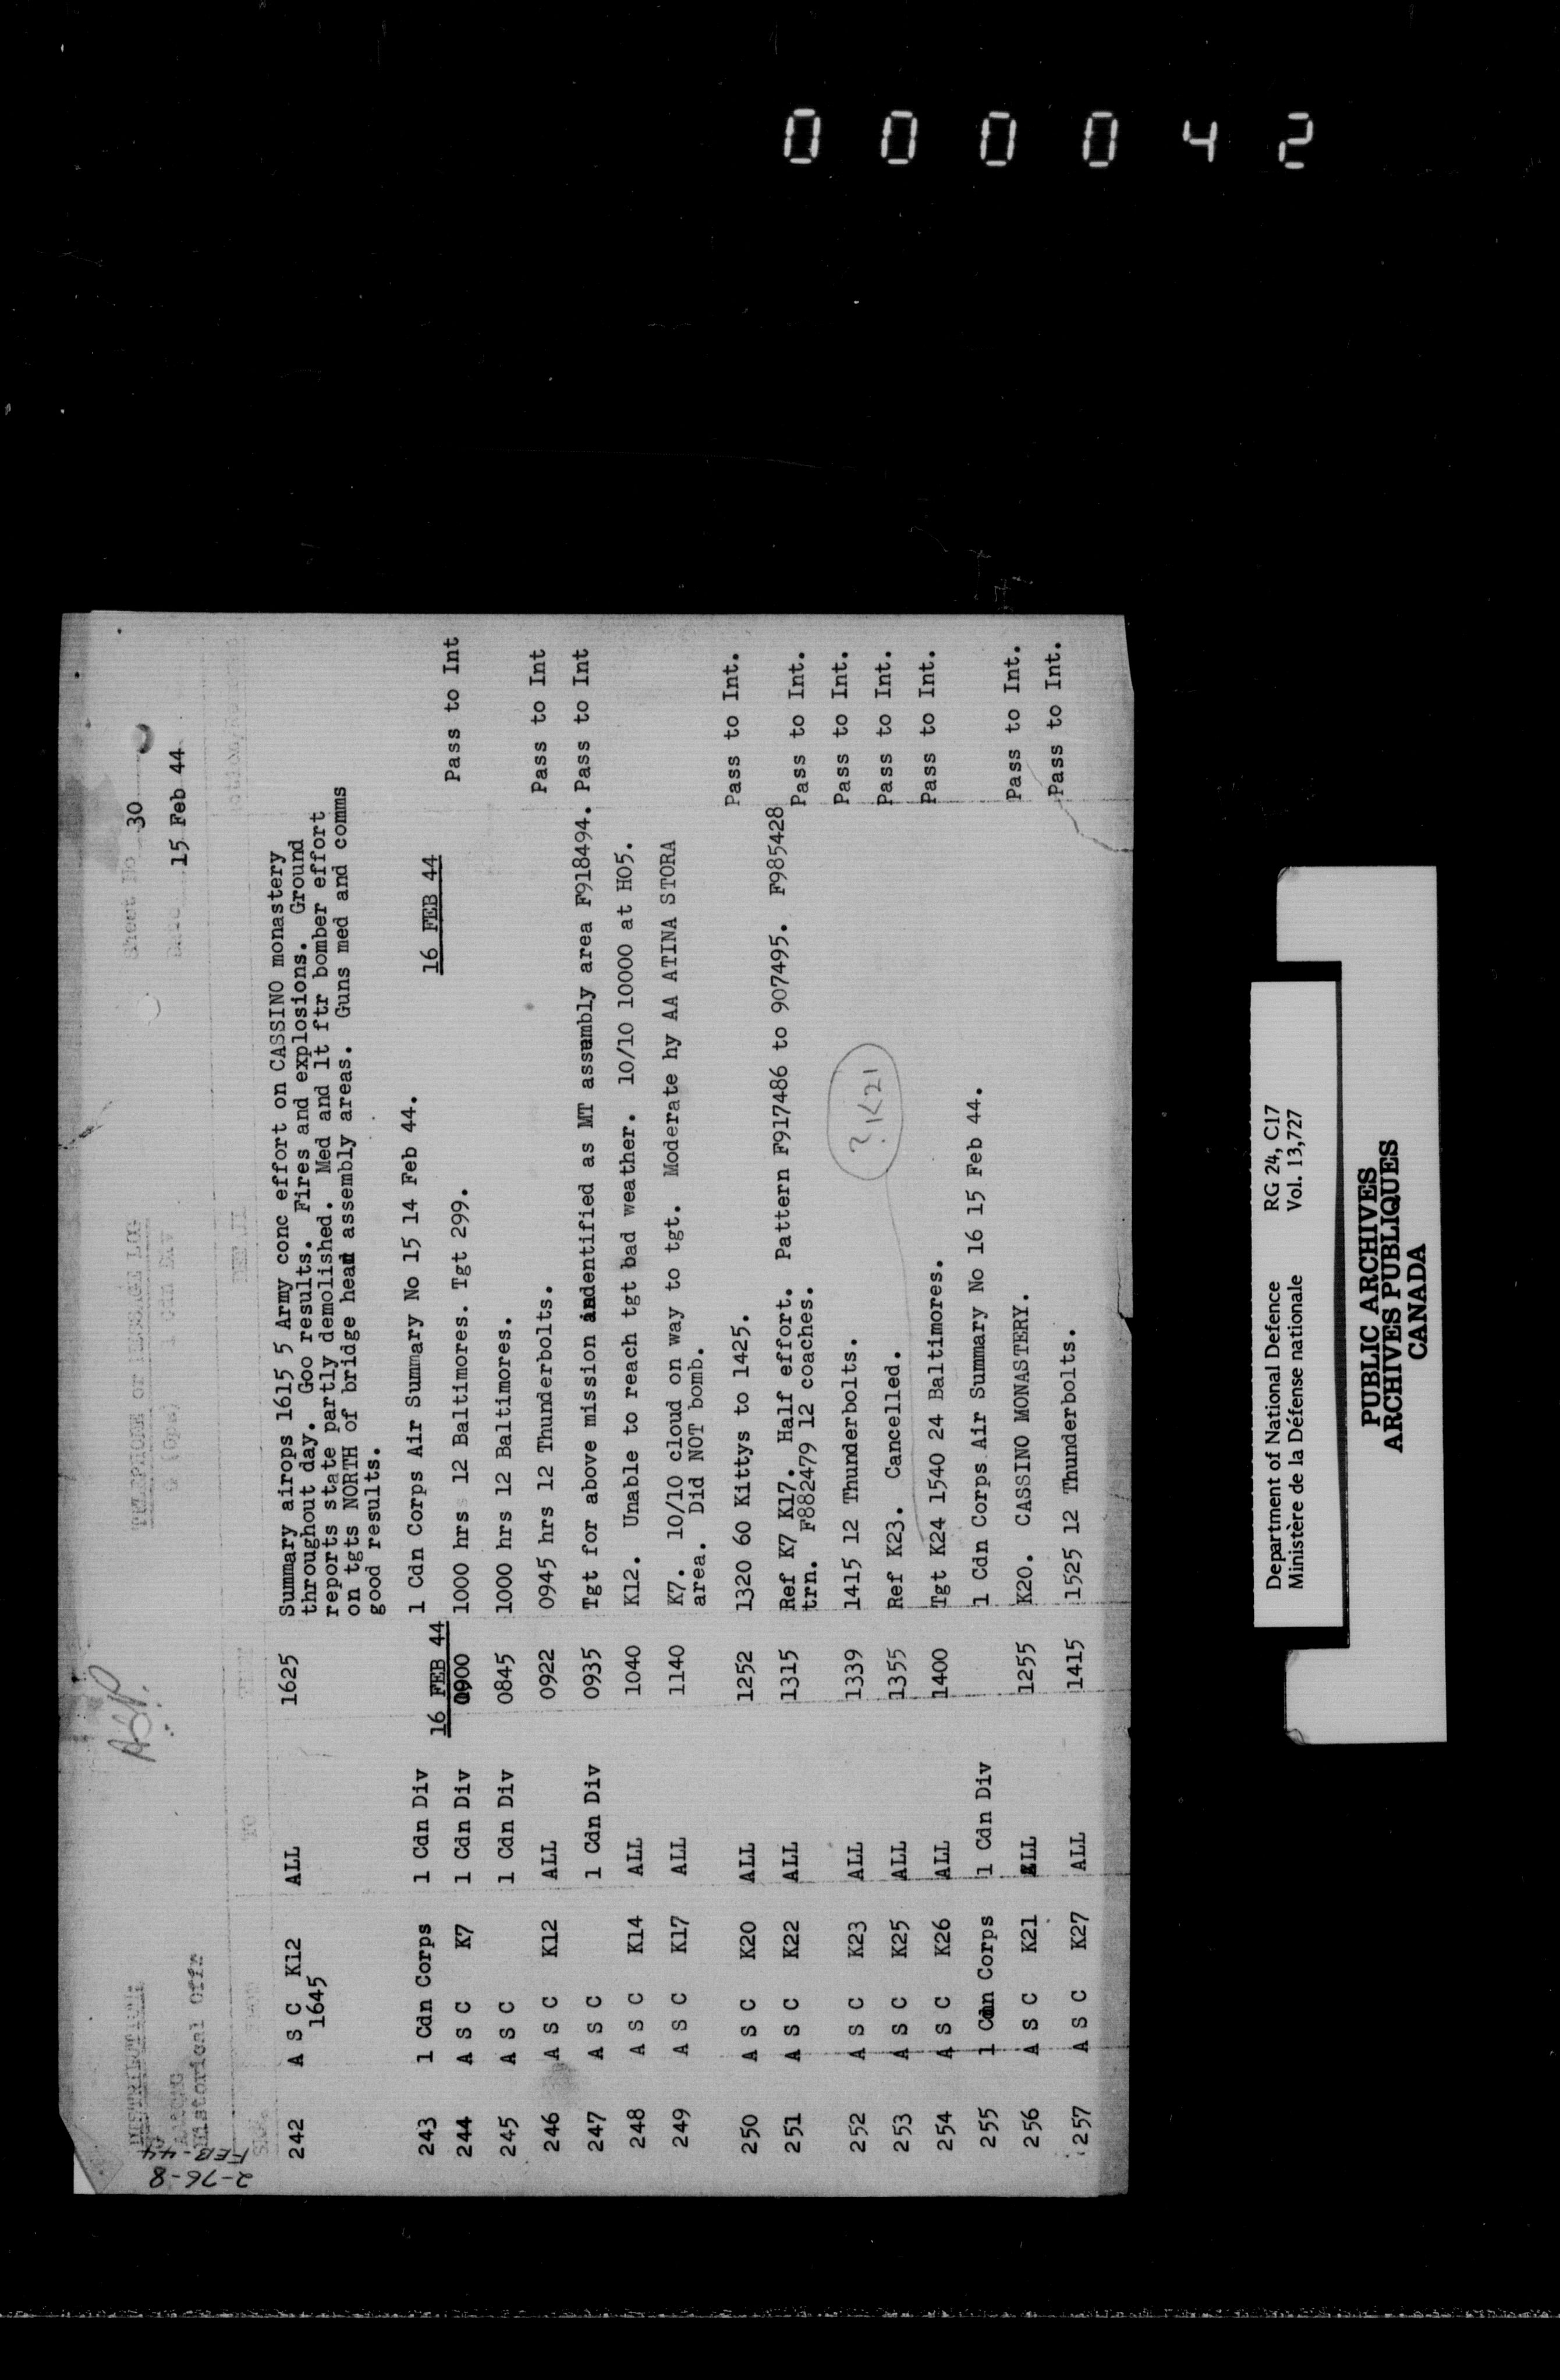 000042
2-76-8
FEB-44
DISTRIBUTION:
Historical Offr
TELEPHONE or MESSAGE LOG
G (Ops) 1 Cdn Div
Sheet No 30
Date 15 Feb 44
TO
DETAIL
242 A S C K12 ALL 1625 Summary airops 1615 5 Army conc effort on CASSINO monastery
1645 throughout day. Goo results. Fires and explosions. Ground
reports state partly demolished. Med and lt ftr bomber effort
on tgts NORTH of bridge head assembly areas. Guns med and comms
good results.
243 1 Cdn Corps 1 Cdn Div 1 Cdn Corps Air Summary No 15 14 Feb 44.
16 FEB 44 16 FEB 44
244 A S C K7 1 Cdn Div 0900 1000 hrs 12 Baltimores. Tgt 299. Pass to Int
245 A S C 1 Cdn Div 0845 1000 hrs 12 Baltimores.
246 A S C K12 ALL 0922 0945 hrs 12 Thunderbolts. Pass to Int
247 A S C 1 Cdn Div 0935 Tgt for above mission indentified as MT assembly area F918494. Pass to Int
248 A S C K14 ALL 1040 K12. Unable to reach tgt bad weather. 10/10 10000 at H05.
249 A S C K17 ALL 1140 K7. 10/10 cloud on way to tgt. Moderate hy AA ATINA STORA
area. Did NOT bomb.
250 A S C K20 ALL 1252 1320 60 Kittys to 1425. Pass to Int.
251 A S C K22 ALL 1315 Ref K7 K17. Half effort. Pattern F917486 to 907495. F985428 Pass to Int.
trn. F882479 12 coaches.
252 A S C K23 ALL 1339 1415 12 Thunderbolts. Pass to Int.
? K21
253 A S C K25 ALL 1355 Ref K23. Cancelled. Pass to Int.
254 A S C K26 ALL 1400 Tgt K24 1540 24 Baltimores. Pass to Int.
255 1 Cdn Corps 1 Cdn Div 1 Cdn Corps Air Summary No 16 15 Feb 44.
256 A S C K21 ALL 1255 K20. CASSINO MONASTERY. Pass to Int.
257 A S C K27 ALL 1415 1525 12 Thunderbolts. Pass to Int.
Department of National Defence RG 24, C17
Ministère de la Défense nationale Vol. 13,727
PUBLIC ARCHIVES
ARCHIVES PUBLIQUES
CANADA